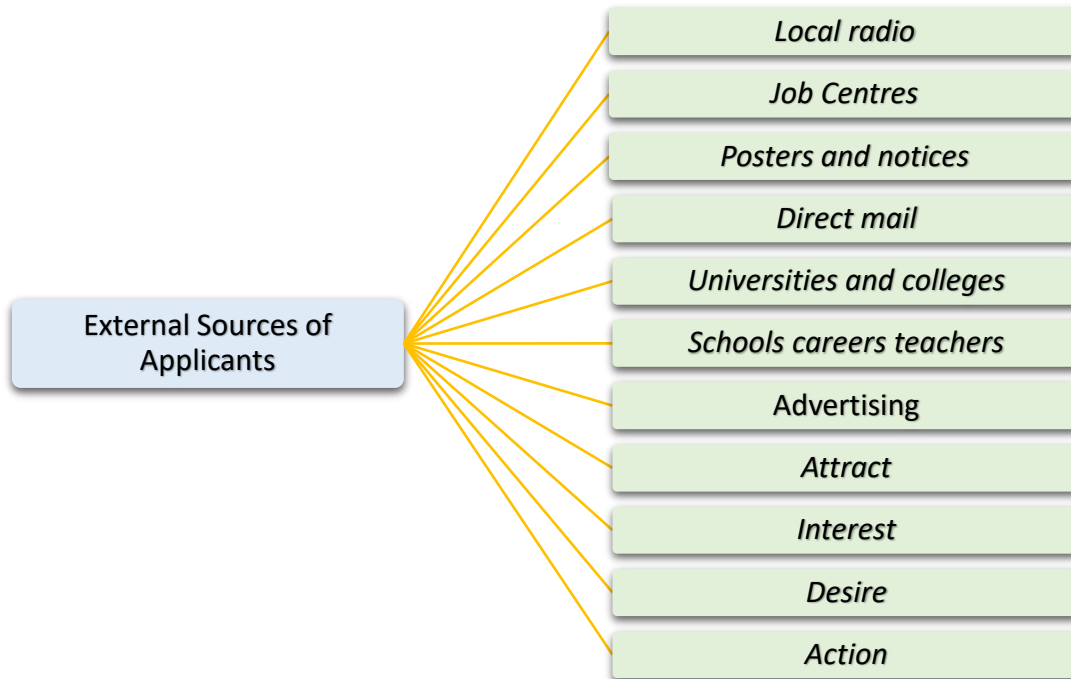 Local radio
Job Centres
Posters and notices
Direct mail
Universities and colleges
External Sources of
Applicants
Schools careers teachers
Advertising
Attract
Interest
Desire
Action